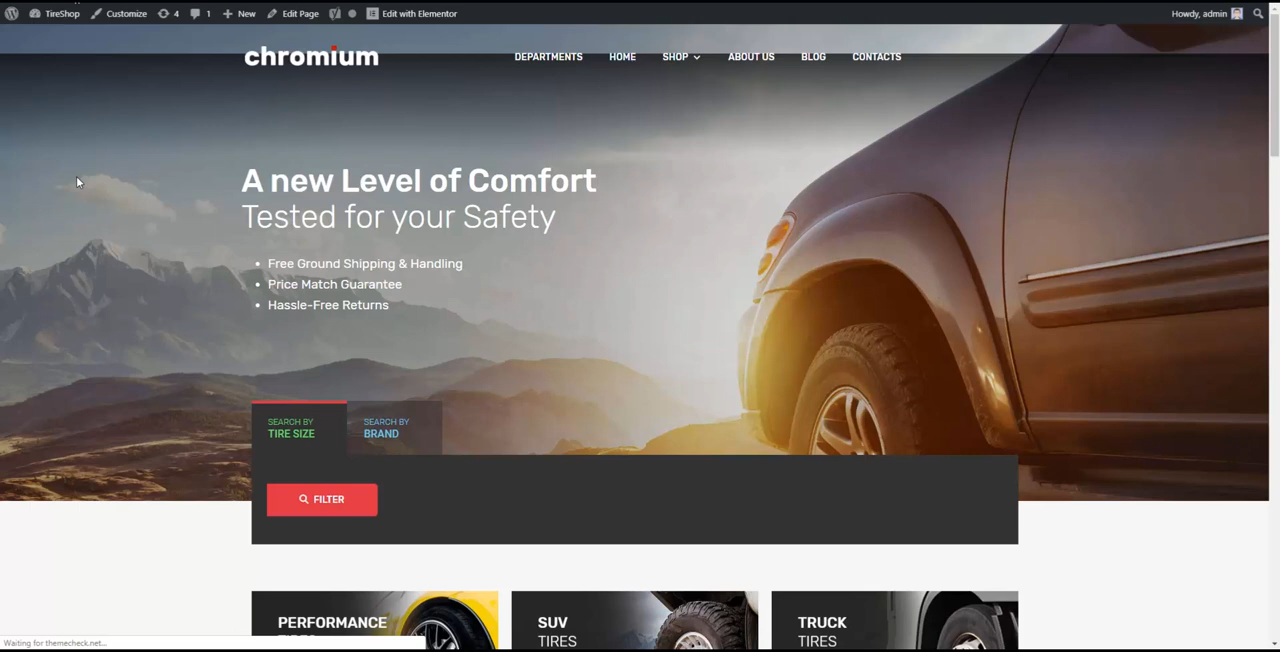 TireShop Customize 4 1 New Edit Page Edit with Elementor Howdy, admin
chromium DEPARTMENTS HOME SHOP ABOUT US BLOG CONTACTS
A new Level of Comfort
Tested for your Safety
• Free Ground Shipping & Handling
• Price Match Guarantee
• Hassle-Free Returns
SEARCH BY
TIRE SIZE
SEARCH BY
BRAND
FILTER
PERFORMANCE
SUV
TIRES
TRUCK
TIRES
Waiting for themecheck.net...